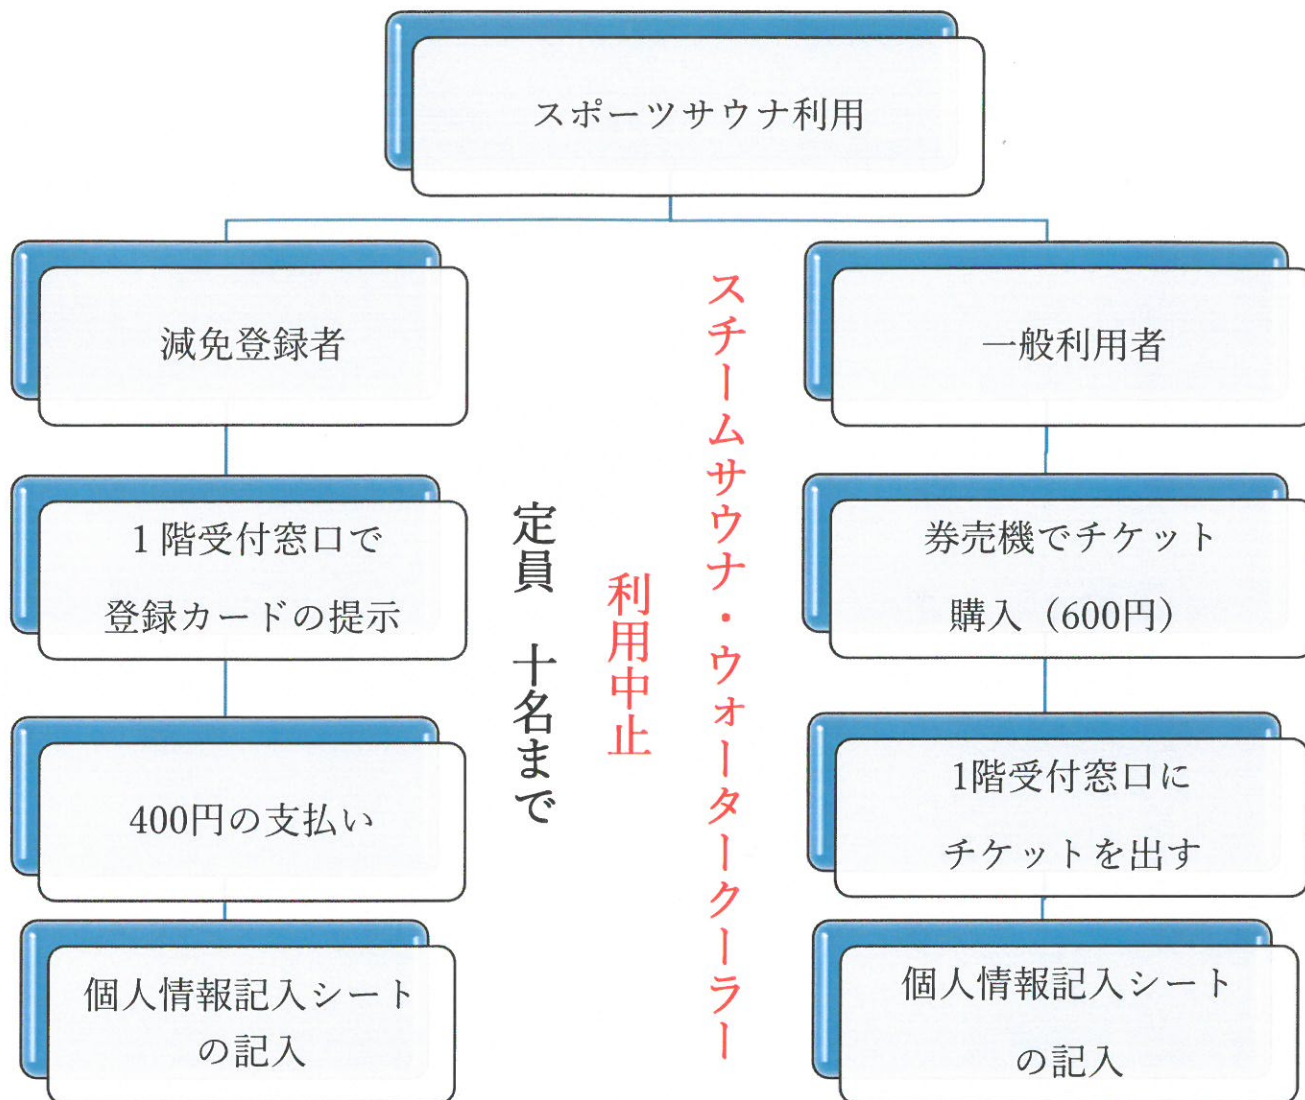 スポーツサウナ利用
減免登録者
1階受付窓口で
登録カードの提示
400円の支払い
個人情報記入シート
の記入
定員　十名まで
スチームサウナ・ウォータークーラー
利用中止
一般利用者
券売機でチケット
購入（600円）
1階受付窓口に
チケットを出す
個人情報記入シート
の記入